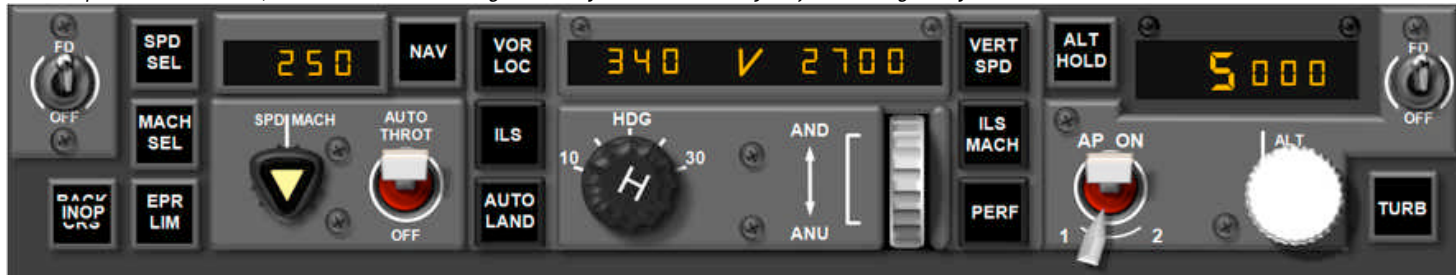 FD
OFF
SPD
SEL
250
NAV
VOR
LOC
340 V 2700
VERT
SPD
ALT
HOLD
5000
FD
OFF
MACH
SEL
SPD MACH
AUTO
THROT
OFF
ILS
HDG
10
30
H
AND
ANU
ILS
MACH
AP ON
1
2
ALT
INOP
EPR
LIM
AUTO
LAND
PERF
TURB